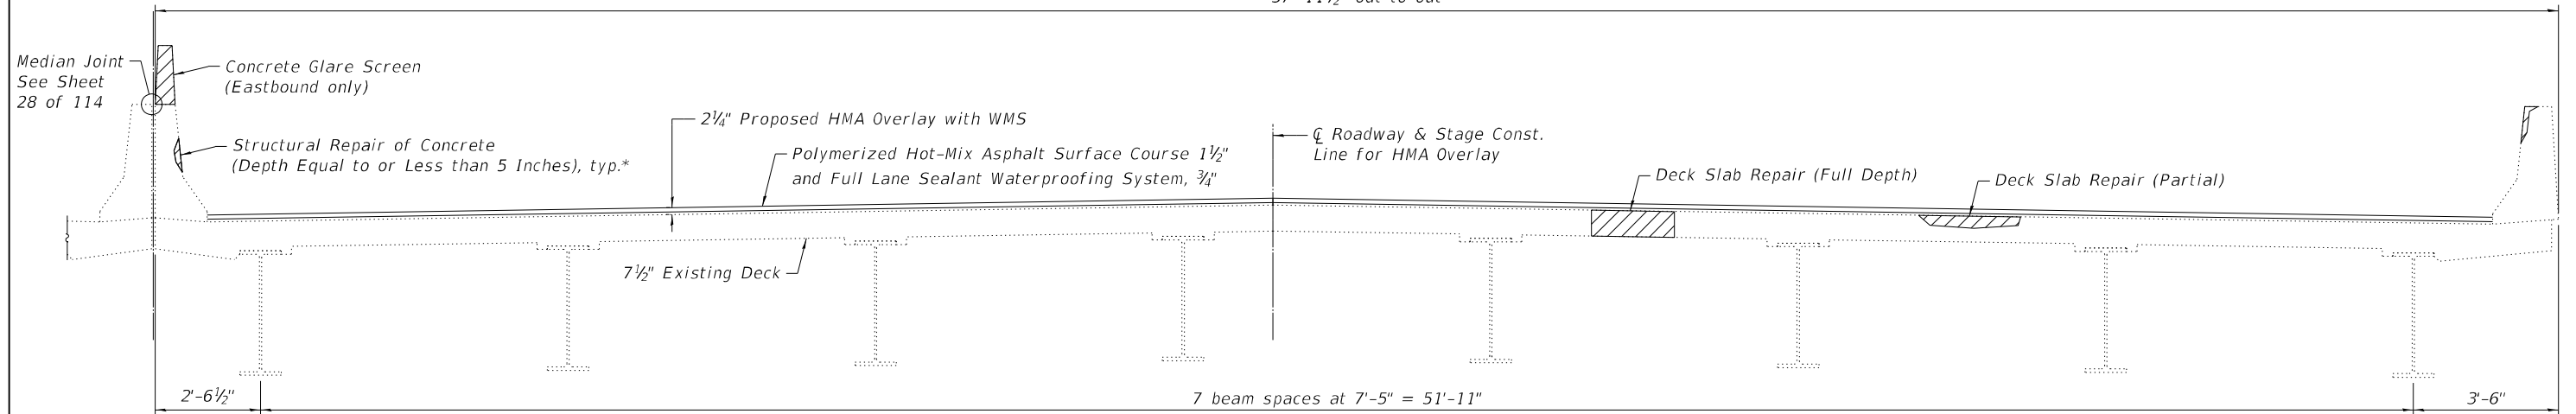 Median Joint
See Sheet
28 of 114
Concrete Glare Screen
(Eastbound only)
Structural Repair of Concrete
(Depth Equal to or Less than 5 Inches), typ.*
2¼" Proposed HMA Overlay with WMS
Polymerized Hot-Mix Asphalt Surface Course 1½"
and Full Lane Sealant Waterproofing System, ¾"
℄ Roadway & Stage Const.
Line for HMA Overlay
Deck Slab Repair (Full Depth)
Deck Slab Repair (Partial)
7½" Existing Deck
2'-6½"
7 beam spaces at 7'-5" = 51'-11"
3'-6"